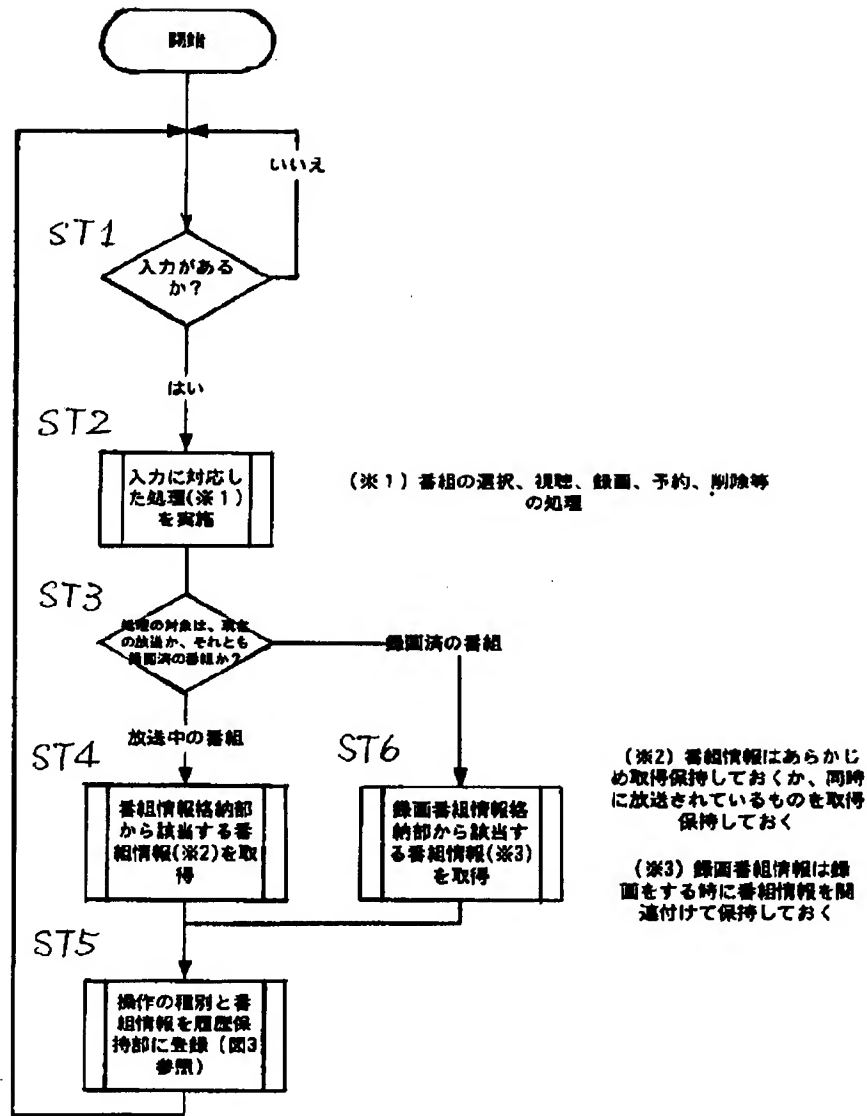 開始
いいえ
ST1
入力がある
か？
はい
ST2
入力に対応し
た処理(※1)
を実施
(※1) 番組の選択、視聴、録画、予約、削除等
の処理
ST3
処理の対象は、現在
の放送か、それとも
録画済の番組か？
録画済の番組
放送中の番組
ST4
番組情報格納部
から該当する番
組情報(※2)を取
得
ST6
録画番組情報格
納部から該当す
る番組情報(※3)
を取得
(※2) 番組情報はあらかじ
め取得保持しておくか、同時
に放送されているものを取得
保持しておく
(※3) 録画番組情報は録
画をする時に番組情報を関
連付けて保持しておく
ST5
操作の種別と番
組情報を履歴保
持部に登録（図3
参照）